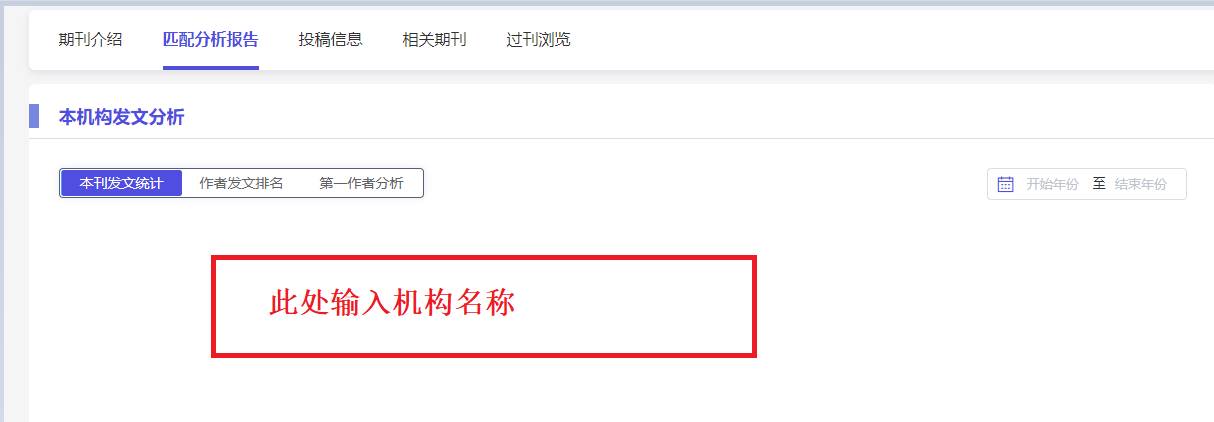 期刊介绍 匹配分析报告 投稿信息 相关期刊 过刊浏览
本机构发文分析
本刊发文统计 作者发文排名 第一作者分析 开始年份 至 结束年份
此处输入机构名称